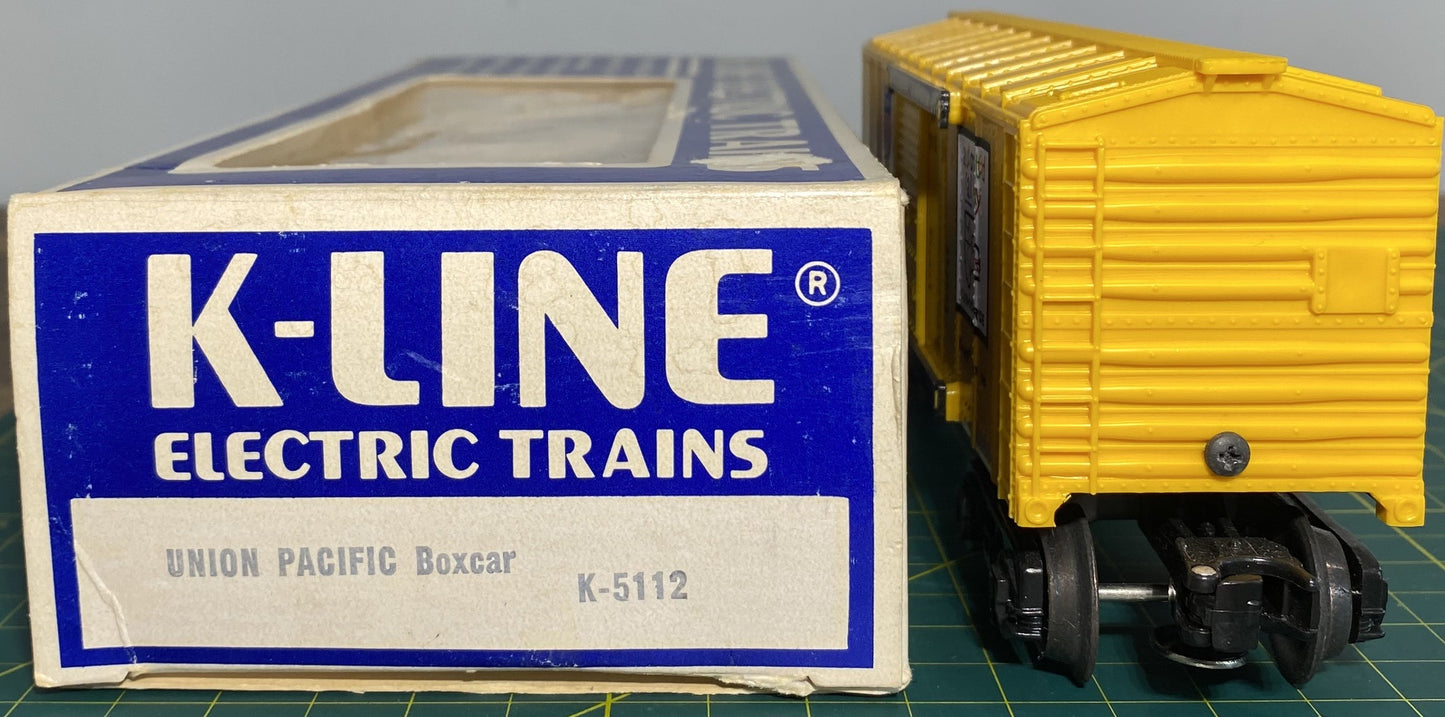 K-LINE®
ELECTRIC TRAINS
UNION PACIFIC Boxcar
K-5112